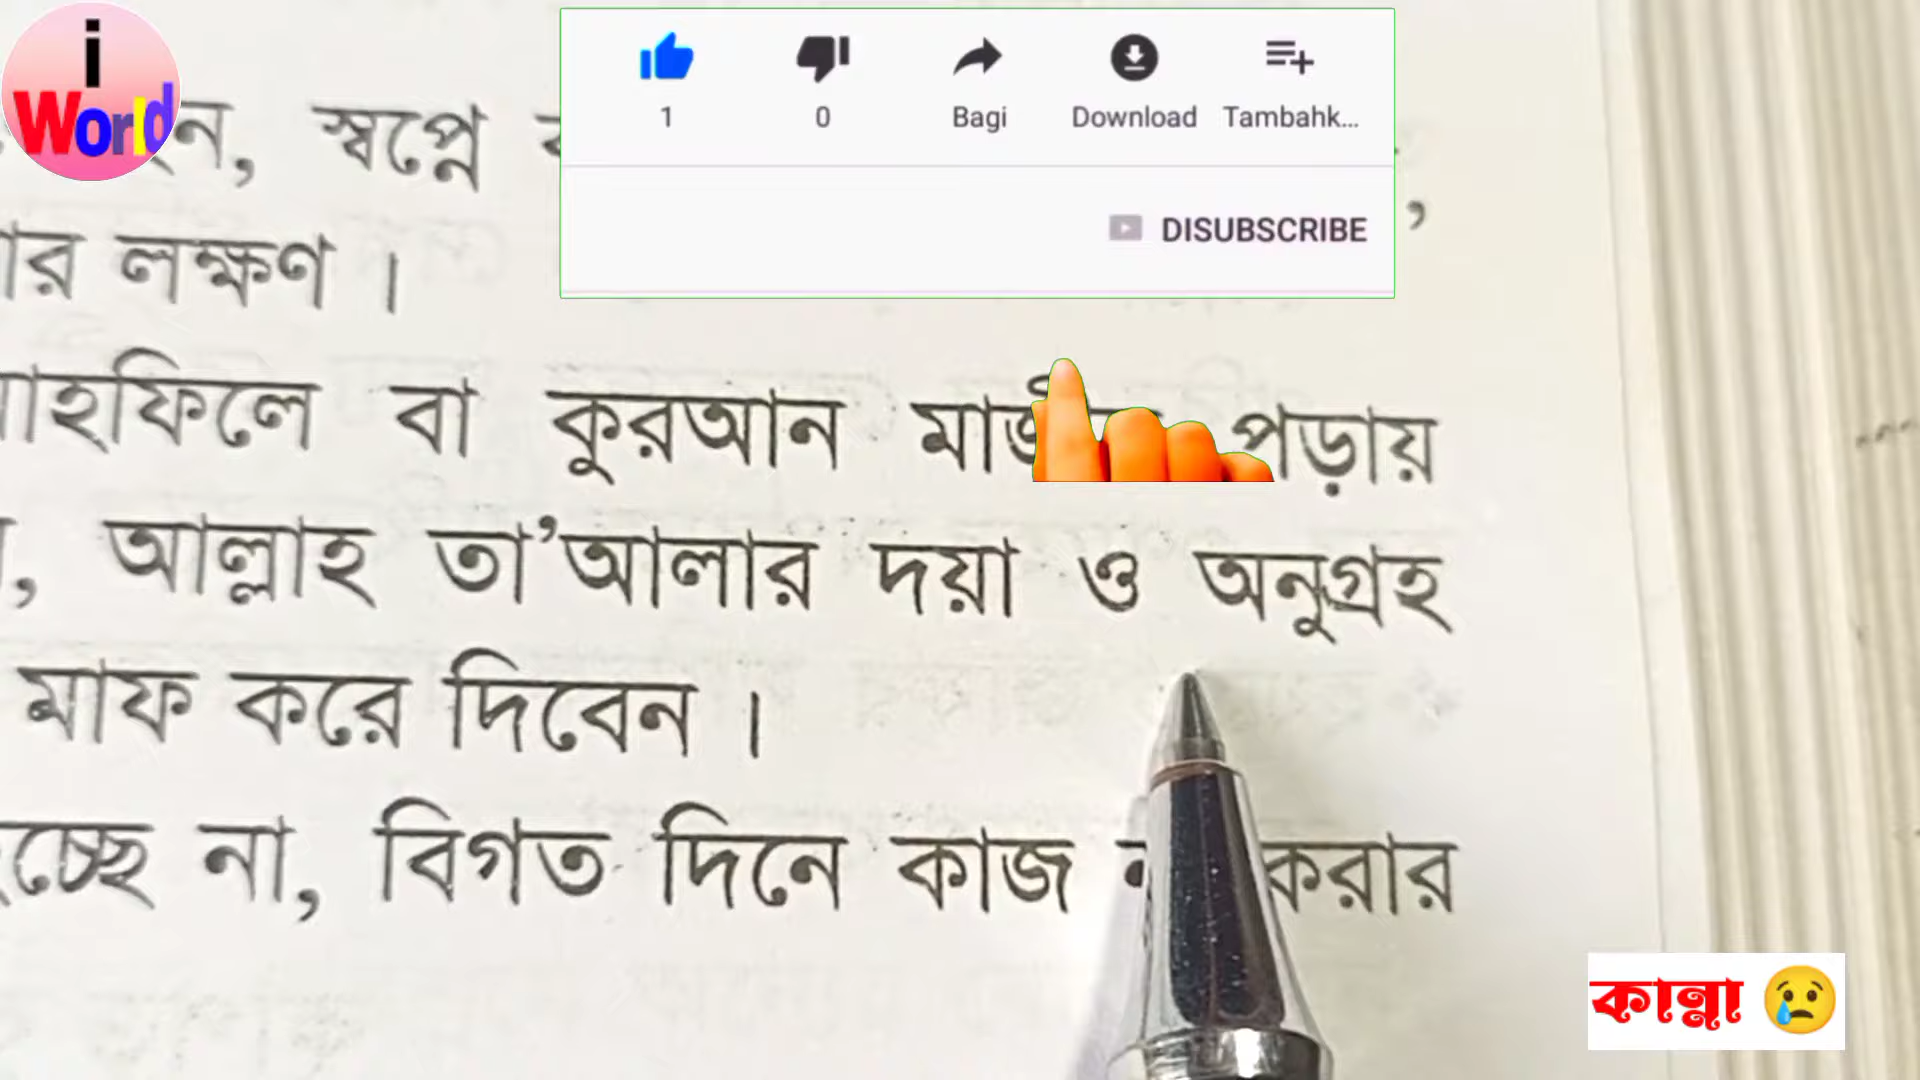 i
World
1 0 Bagi Download Tambahk...
DISUBSCRIBE
স্বপ্নে
লক্ষণ ।
বা কুরআন পড়ায়
আল্লাহ তা'আলার দয়া ও অনুগ্রহ
মাফ করে দিবেন ।
না, বিগত দিনে কাজ করার
কান্না 😢